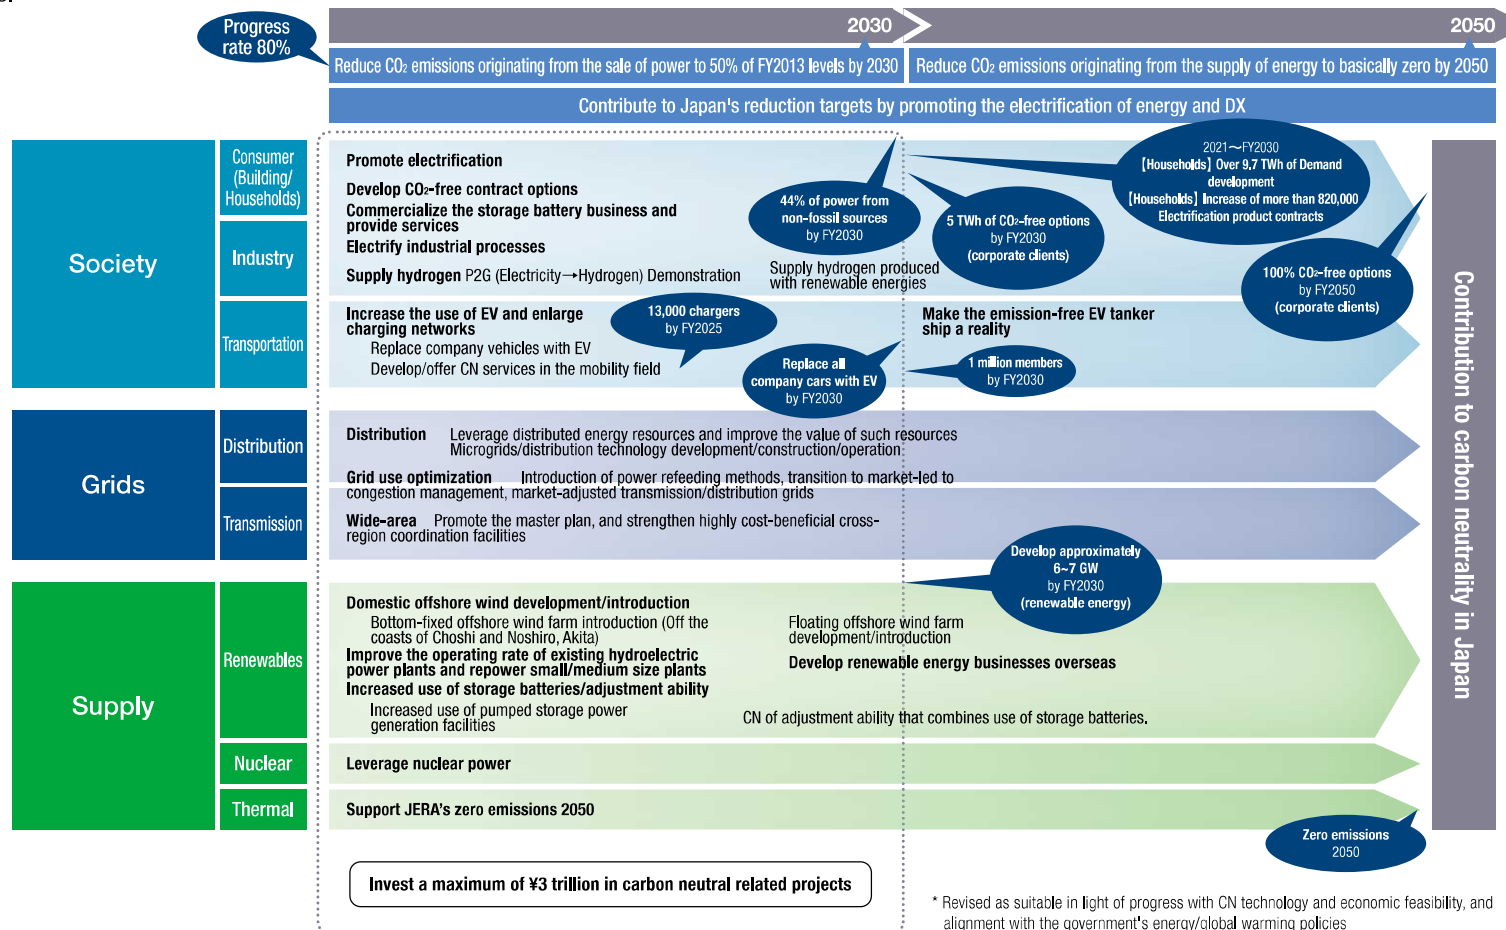 Progress
rate 80%
2030
2050
Reduce CO₂ emissions originating from the sale of power to 50% of FY2013 levels by 2030
Reduce CO₂ emissions originating from the supply of energy to basically zero by 2050
Contribute to Japan's reduction targets by promoting the electrification of energy and DX
Society
Consumer
(Building/
Households)
Promote electrification
Develop CO₂-free contract options
Commercialize the storage battery business and
provide services
Industry
Electrify industrial processes
Supply hydrogen P2G (Electricity→Hydrogen) Demonstration
Supply hydrogen produced
with renewable energies
44% of power from
non-fossil sources
by FY2030
5 TWh of CO₂-free options
by FY2030
(corporate clients)
2021～FY2030
【Households】Over 9.7 TWh of Demand
development
【Households】Increase of more than 820,000
Electrification product contracts
100% CO₂-free options
by FY2050
(corporate clients)
Transportation
Increase the use of EV and enlarge
charging networks
Replace company vehicles with EV
Develop/offer CN services in the mobility field
13,000 chargers
by FY2025
Replace all
company cars with EV
by FY2030
Make the emission-free EV tanker
ship a reality
1 million members
by FY2030
Grids
Distribution
Distribution Leverage distributed energy resources and improve the value of such resources
Microgrids/distribution technology development/construction/operation
Grid use optimization Introduction of power refeeding methods, transition to market-led to
congestion management, market-adjusted transmission/distribution grids
Transmission
Wide-area Promote the master plan, and strengthen highly cost-beneficial cross-
region coordination facilities
Develop approximately
6~7 GW
by FY2030
(renewable energy)
Supply
Renewables
Domestic offshore wind development/introduction
Bottom-fixed offshore wind farm introduction (Off the
coasts of Choshi and Noshiro, Akita)
Improve the operating rate of existing hydroelectric
power plants and repower small/medium size plants
Increased use of storage batteries/adjustment ability
Increased use of pumped storage power
generation facilities
Floating offshore wind farm
development/introduction
Develop renewable energy businesses overseas
CN of adjustment ability that combines use of storage batteries.
Nuclear
Leverage nuclear power
Thermal
Support JERA's zero emissions 2050
Zero emissions
2050
Contribution to carbon neutrality in Japan
Invest a maximum of ¥3 trillion in carbon neutral related projects
* Revised as suitable in light of progress with CN technology and economic feasibility, and
alignment with the government's energy/global warming policies